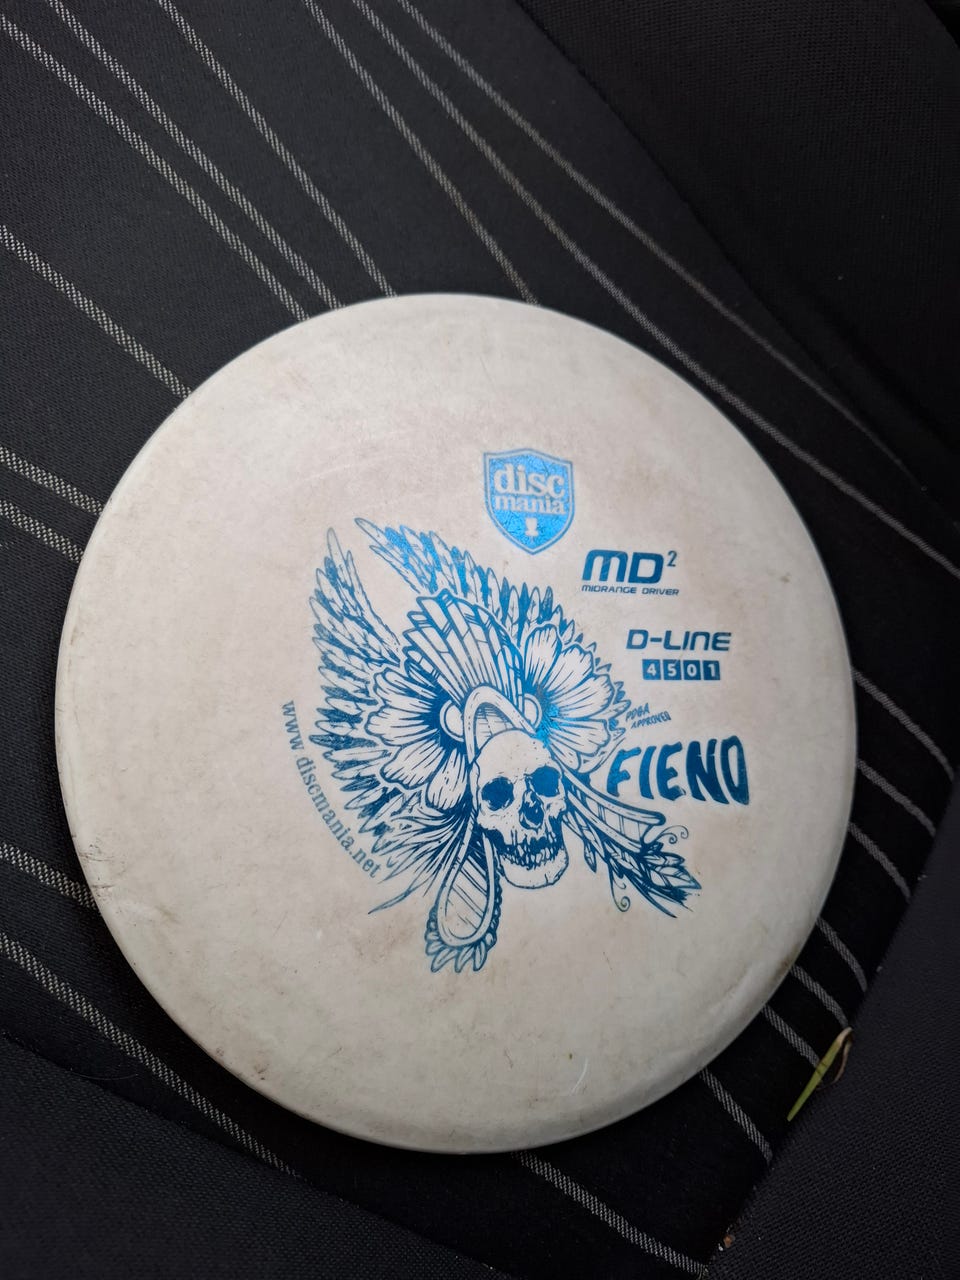 disc
mania
MD²
MIDRANGE DRIVER
D-LINE
4 5 0 1
PDGA
APPROVED
FIEND
www.discmania.net